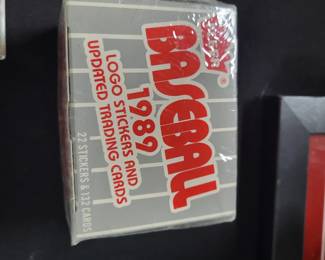 ®
BASEBALL
1989
LOGO STICKERS AND
UPDATED TRADING CARDS
22 STICKERS & 132 CARDS